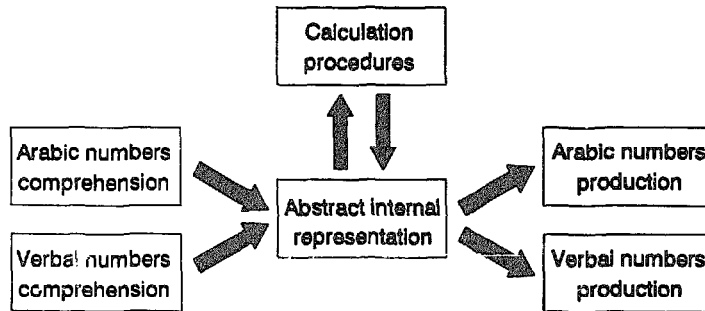 Calculation
procedures
Arabic numbers
comprehension
Abstract internal
representation
Arabic numbers
production
Verbal numbers
comprehension
Verbal numbers
production